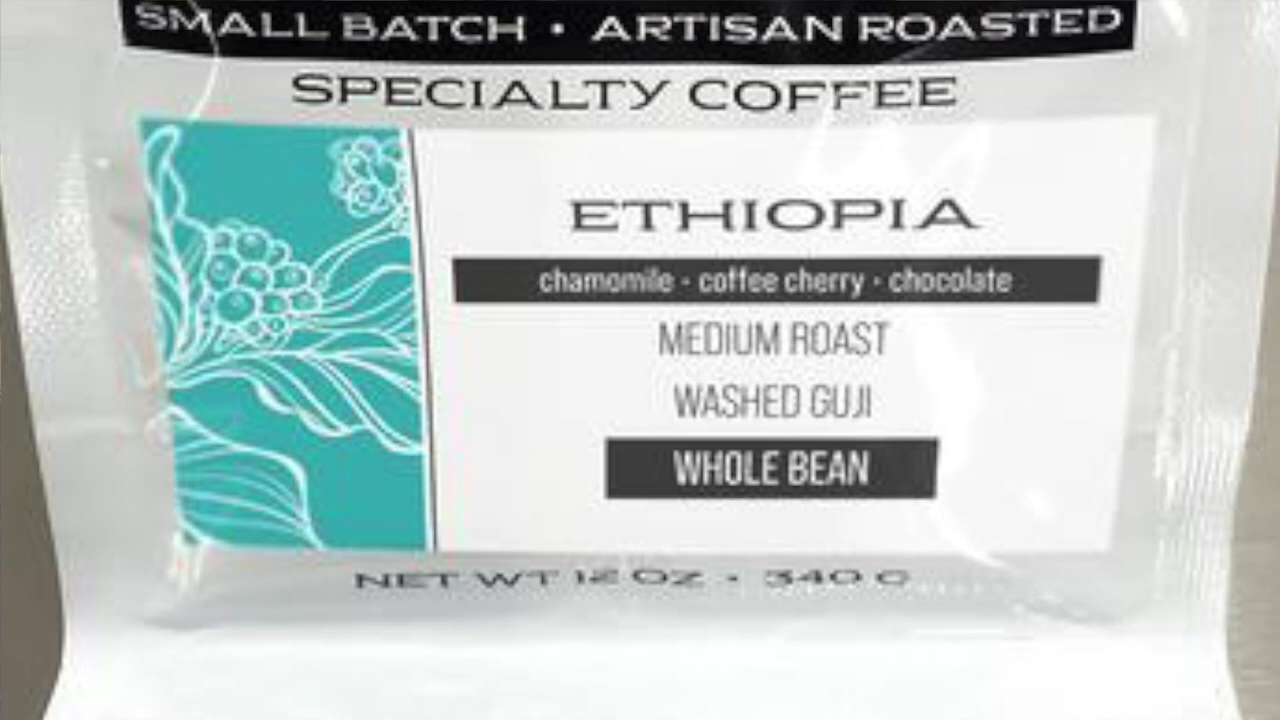 SMALL BATCH • ARTISAN ROASTED
SPECIALTY COFFEE
ETHIOPIA
chamomile - coffee cherry - chocolate
MEDIUM ROAST
WASHED GUJI
WHOLE BEAN
NET WT 12 OZ • 340 G